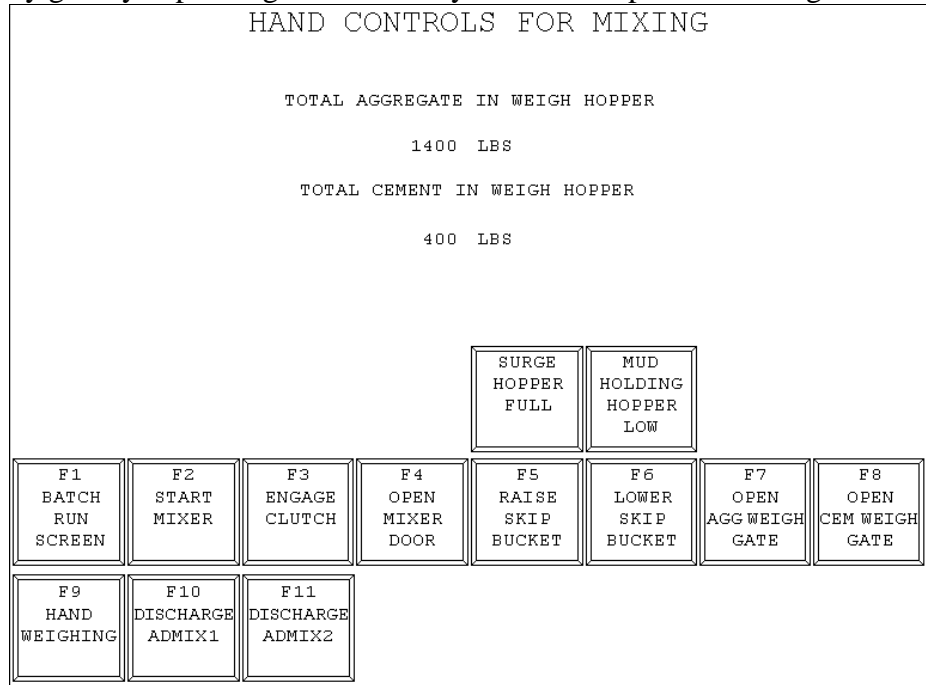 HAND CONTROLS FOR MIXING
TOTAL AGGREGATE IN WEIGH HOPPER
1400 LBS
TOTAL CEMENT IN WEIGH HOPPER
400 LBS
SURGE
HOPPER
FULL
MUD
HOLDING
HOPPER
LOW
F1
BATCH
RUN
SCREEN
F2
START
MIXER
F3
ENGAGE
CLUTCH
F4
OPEN
MIXER
DOOR
F5
RAISE
SKIP
BUCKET
F6
LOWER
SKIP
BUCKET
F7
OPEN
AGG WEIGH
GATE
F8
OPEN
CEM WEIGH
GATE
F9
HAND
WEIGHING
F10
DISCHARGE
ADMIX1
F11
DISCHARGE
ADMIX2